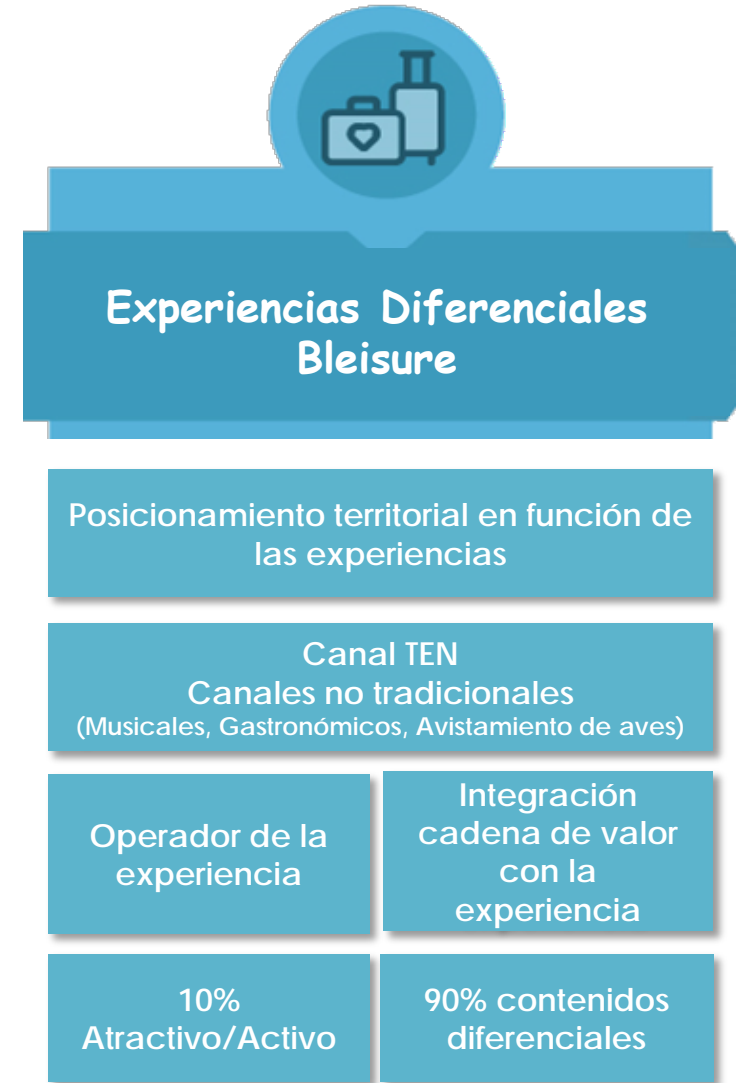 Experiencias Diferenciales
Bleisure
Posicionamiento territorial en función de
las experiencias
Canal TEN
Canales no tradicionales
(Musicales, Gastronómicos, Avistamiento de aves)
Operador de la
experiencia
Integración
cadena de valor
con la
experiencia
10%
Atractivo/Activo
90% contenidos
diferenciales